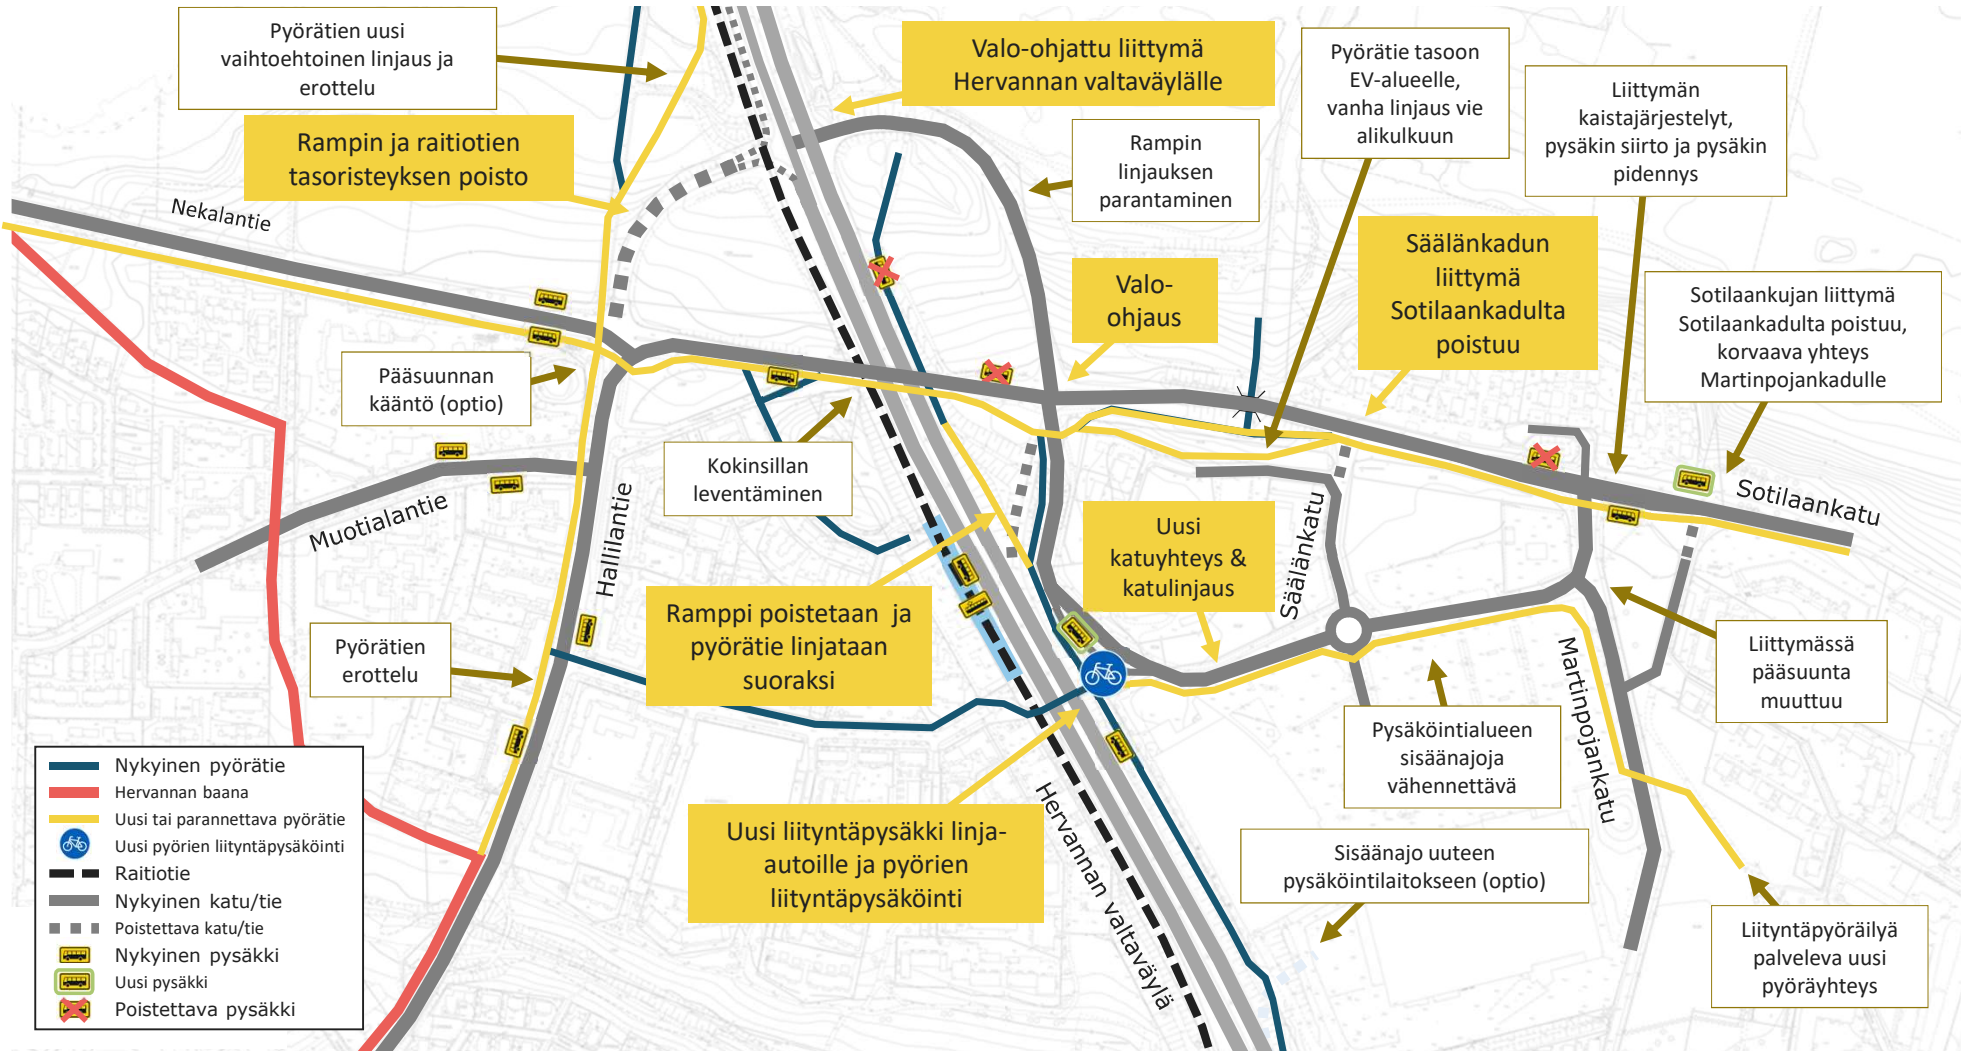 Pyörätien uusi
vaihtoehtoinen linjaus ja
erottelu
Valo-ohjattu liittymä
Hervannan valtaväylälle
Pyörätie tasoon
EV-alueelle,
vanha linjaus vie
alikulkuun
Liittymän
kaistajärjestelyt,
pysäkin siirto ja pysäkin
pidennys
Rampin ja raitiotien
tasoristeyksen poisto
Rampin
linjauksen
parantaminen
Nekalantie
Säälänkadun
liittymä
Sotilaankadulta
poistuu
Valo-
ohjaus
Sotilaankujan liittymä
Sotilaankadulta poistuu,
korvaava yhteys
Martinpojankadulle
Pääsuunnan
kääntö (optio)
Kokinsillan
leventäminen
Muotialantie
Hallilantie
Säälänkatu
Sotilaankatu
Uusi
katuyhteys &
katulinjaus
Ramppi poistetaan ja
pyörätie linjataan
suoraksi
Pyörätien
erottelu
Liittymässä
pääsuunta
muuttuu
Martinpojankatu
Pysäköintialueen
sisäänajoja
vähennettävä
Hervannan valtaväylä
Uusi liityntäpysäkki linja-
autoille ja pyörien
liityntäpysäköinti
Sisäänajo uuteen
pysäköintilaitokseen (optio)
Liityntäpyöräilyä
palveleva uusi
pyöräyhteys
Nykyinen pyörätie
Hervannan baana
Uusi tai parannettava pyörätie
Uusi pyörien liityntäpysäköinti
Raitiotie
Nykyinen katu/tie
Poistettava katu/tie
Nykyinen pysäkki
Uusi pysäkki
Poistettava pysäkki